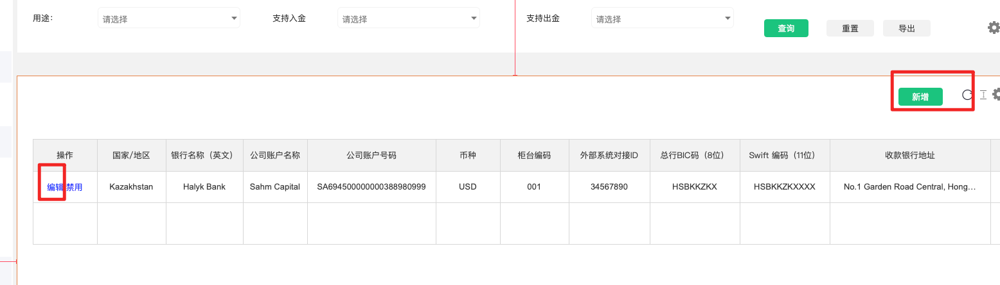 用途： 请选择 支持入金 请选择 支持出金 请选择 查询 重置 导出
新增
操作 国家/地区 银行名称（英文） 公司账户名称 公司账户号码 币种 柜台编码 外部系统对接ID 总行BIC码（8位） Swift 编码（11位） 收款银行地址
编辑 禁用 Kazakhstan Halyk Bank Sahm Capital SA694500000000388980999 USD 001 34567890 HSBKKZKX HSBKKZKXXXX No.1 Garden Road Central, Hong…